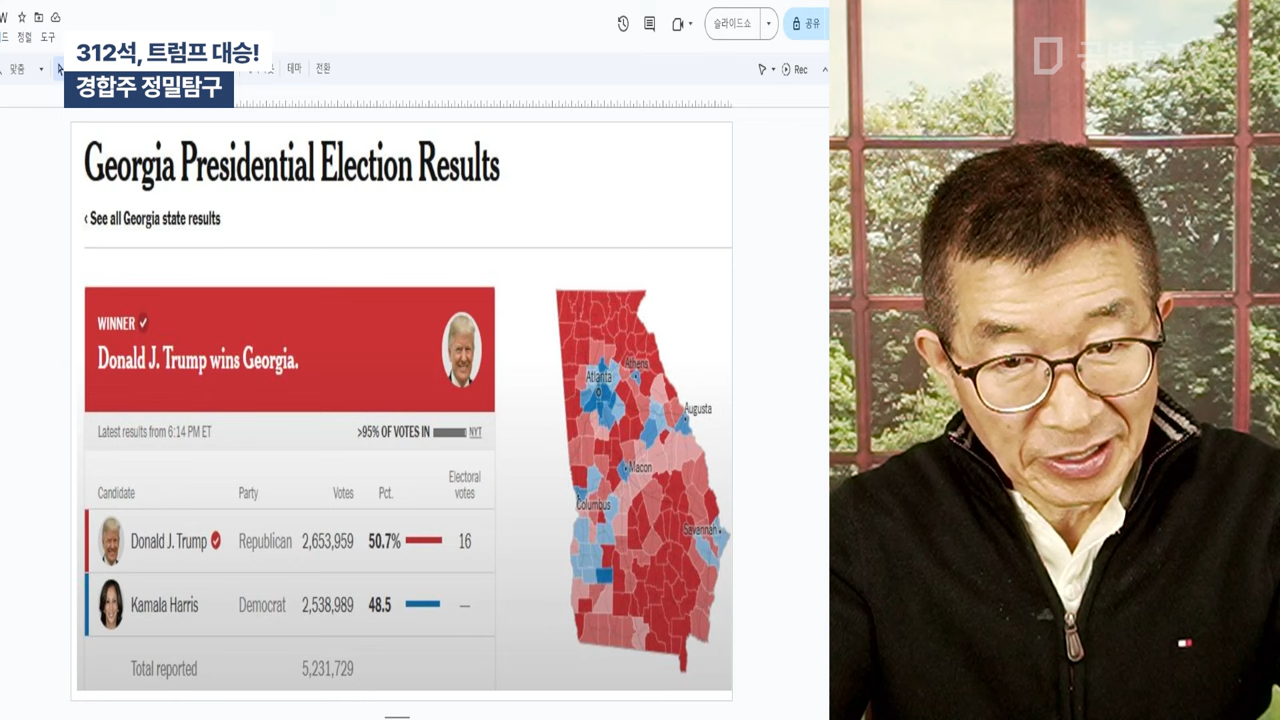 슬라이드쇼
공유
정렬 도구
맞춤
테마 전환
Rec
312석, 트럼프 대승!
경합주 정밀탐구
Georgia Presidential Election Results
‹ See all Georgia state results
WINNER
Donald J. Trump wins Georgia.
Latest results from 6:14 PM ET
>95% OF VOTES IN NYT
Candidate Party Votes Pct. Electoral votes
Donald J. Trump Republican 2,653,959 50.7% 16
Kamala Harris Democrat 2,538,989 48.5 —
Total reported 5,231,729
Athens
Atlanta
Augusta
Macon
Columbus
Savannah